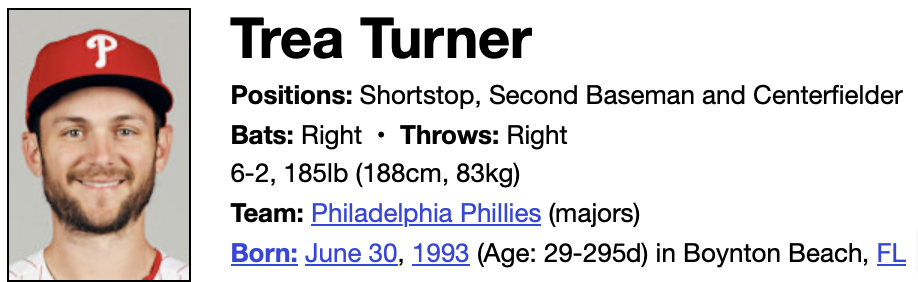 P
Trea Turner
Positions: Shortstop, Second Baseman and Centerfielder
Bats: Right • Throws: Right
6-2, 185lb (188cm, 83kg)
Team: Philadelphia Phillies (majors)
Born: June 30, 1993 (Age: 29-295d) in Boynton Beach, FL